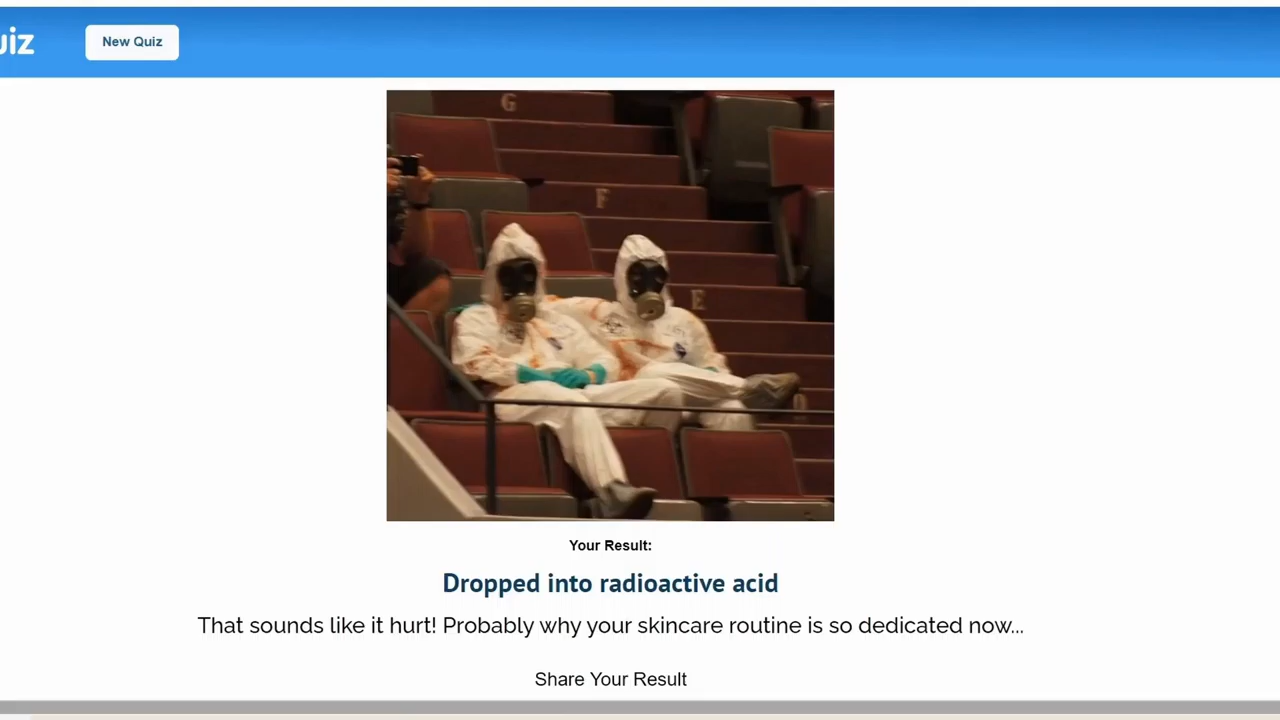 uiz
New Quiz
G
F
E
Your Result:
Dropped into radioactive acid
That sounds like it hurt! Probably why your skincare routine is so dedicated now...
Share Your Result